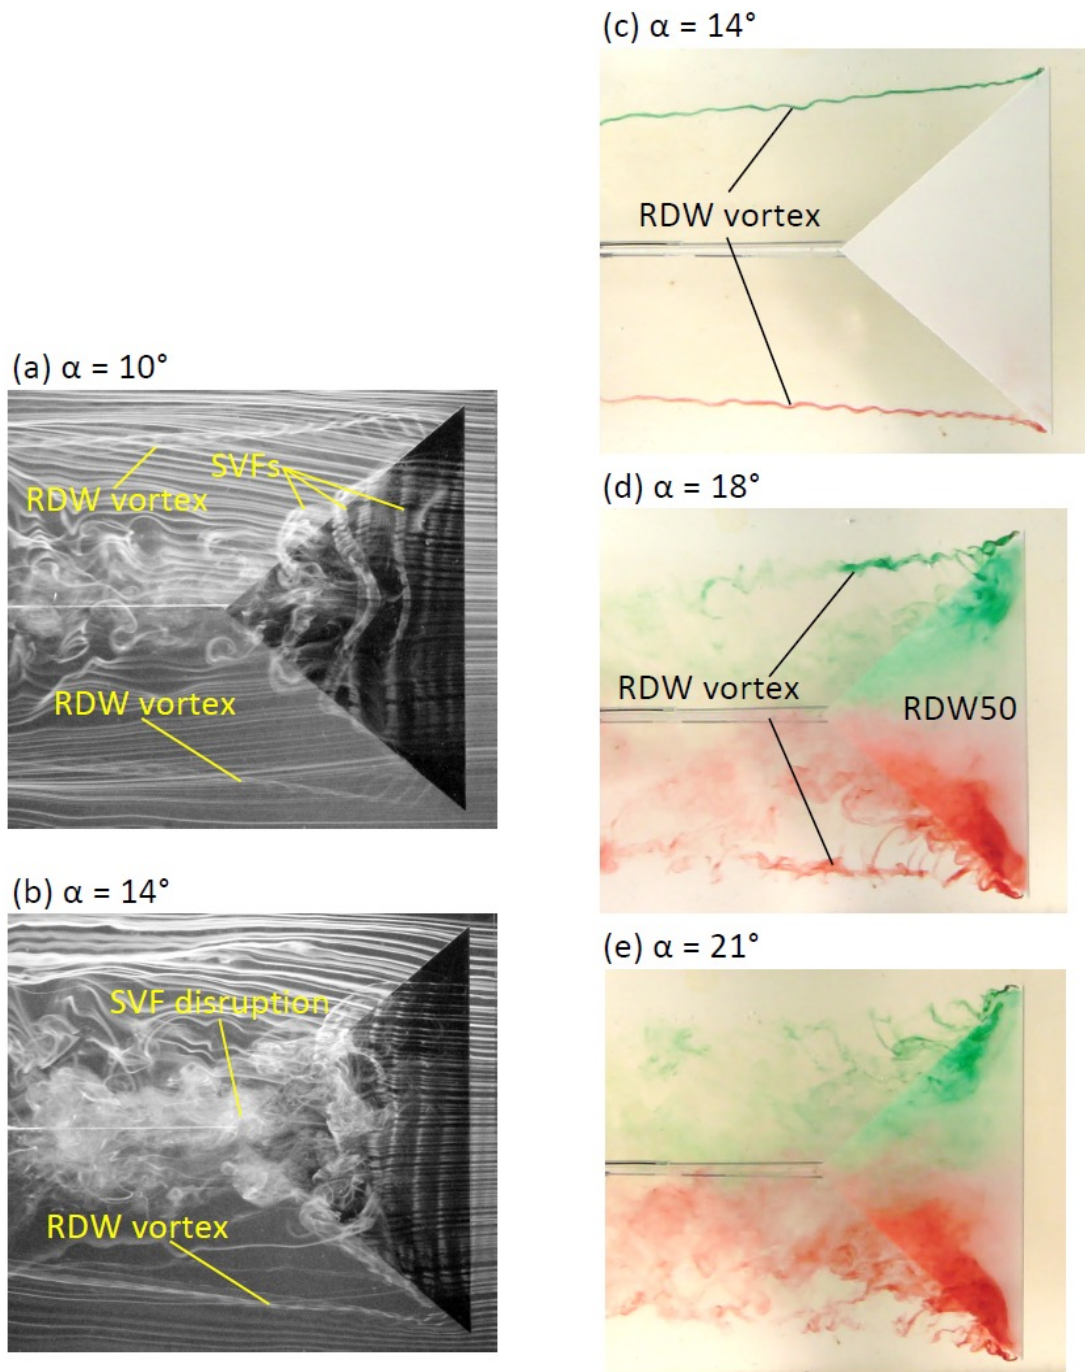 (a) α = 10°
SVFs
RDW vortex
RDW vortex
(b) α = 14°
SVF disruption
RDW vortex
(c) α = 14°
RDW vortex
(d) α = 18°
RDW vortex
RDW50
(e) α = 21°